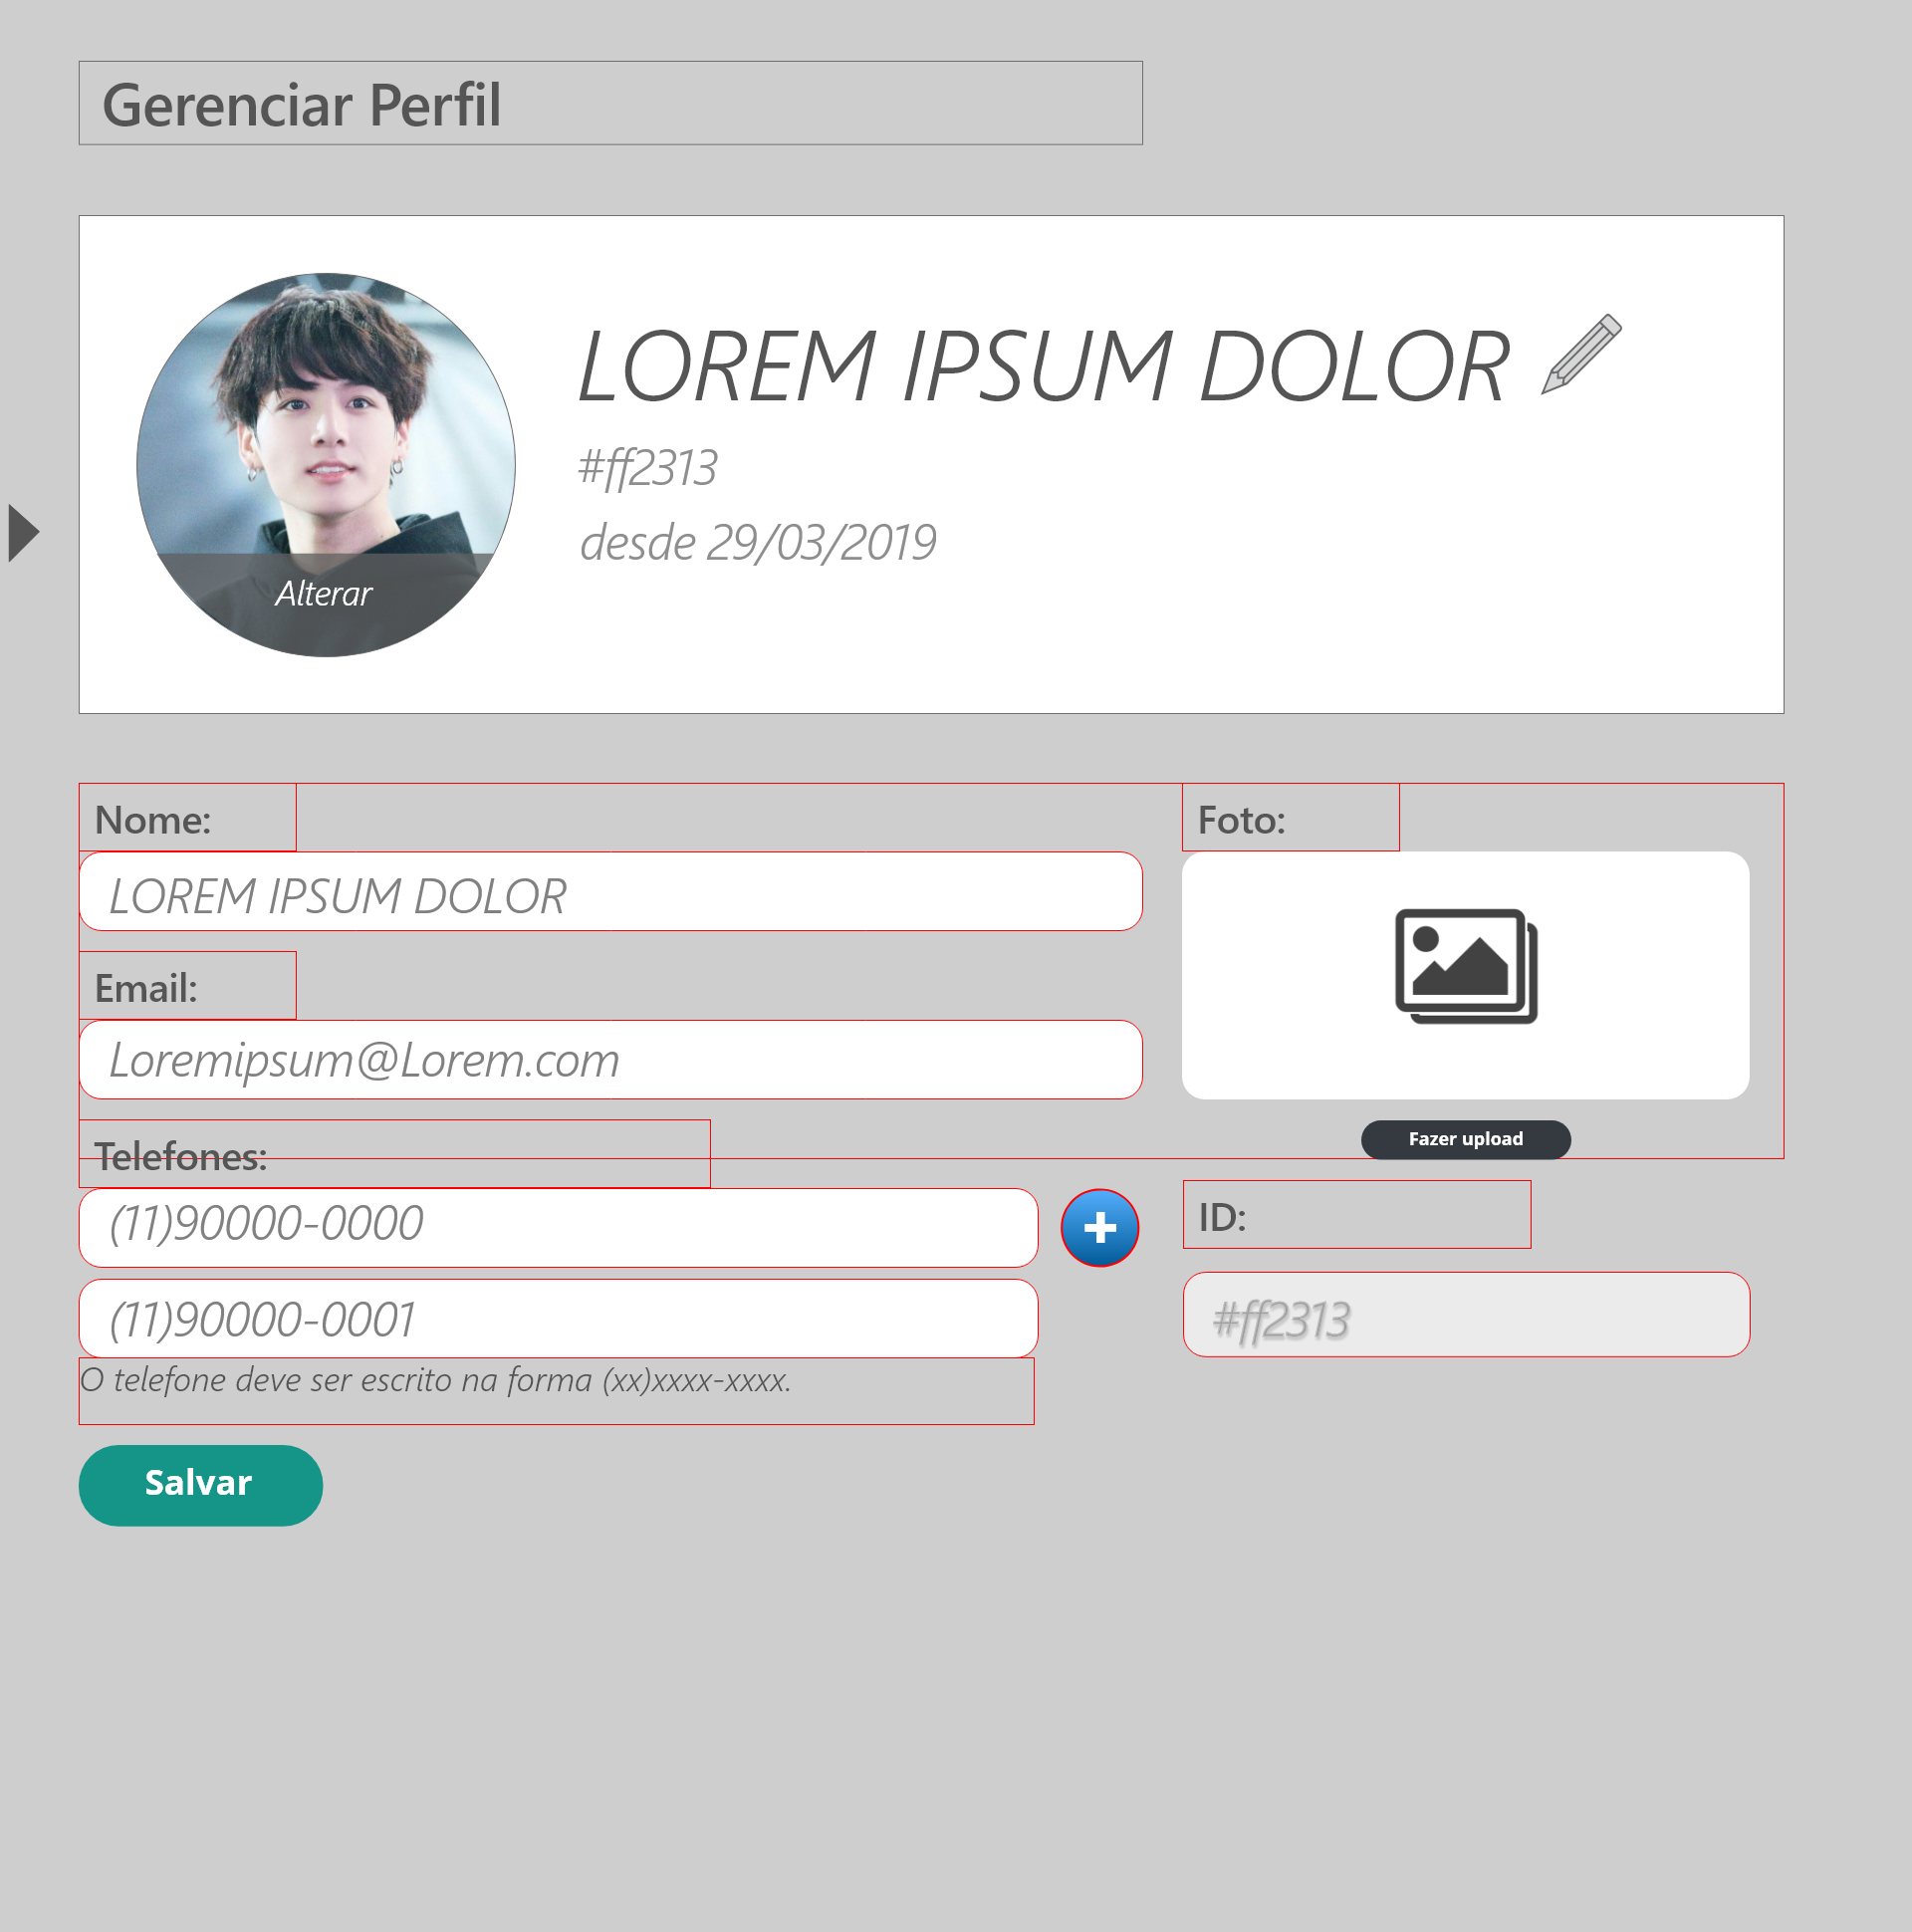 Gerenciar Perfil
LOREM IPSUM DOLOR
#ff2313
desde 29/03/2019
Alterar
Nome:
LOREM IPSUM DOLOR
Email:
Loremipsum@Lorem.com
Telefones:
(11)90000-0000
(11)90000-0001
O telefone deve ser escrito na forma (xx)xxxx-xxxx.
Salvar
Foto:
Fazer upload
ID:
#ff2313